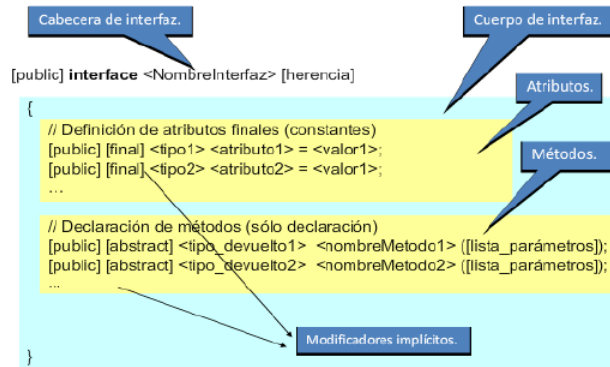 Cabecera de interfaz.
Cuerpo de interfaz.
[public] interface <NombreInterfaz> [herencia]
Atributos.
{
// Definición de atributos finales (constantes)
[public] [final] <tipo1> <atributo1> = <valor1>;
[public] [final] <tipo2> <atributo2> = <valor1>;
...
Métodos.
// Declaración de métodos (sólo declaración)
[public] [abstract] <tipo_devuelto1> <nombreMetodo1> ([lista_parámetros]);
[public] [abstract] <tipo_devuelto2> <nombreMetodo2> ([lista_parámetros]);
...
Modificadores implícitos.
}